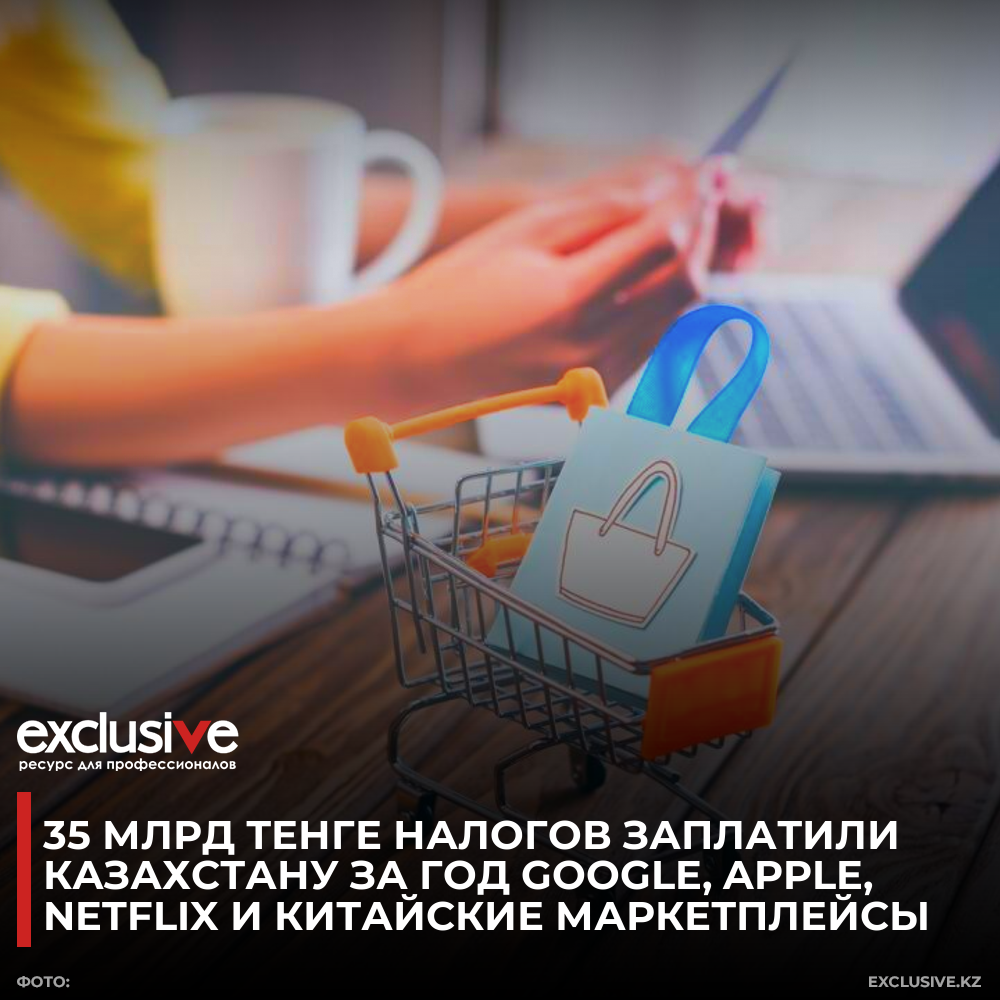 exclusive
ресурс для профессионалов
35 МЛРД ТЕНГЕ НАЛОГОВ ЗАПЛАТИЛИ
КАЗАХСТАНУ ЗА ГОД GOOGLE, APPLE,
NETFLIX И КИТАЙСКИЕ МАРКЕТПЛЕЙСЫ
ФОТО:
EXCLUSIVE.KZ